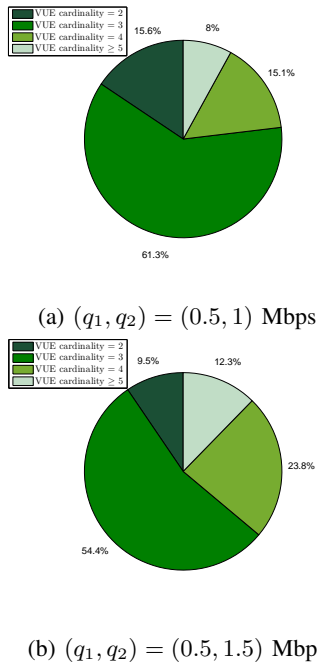 VUE cardinality = 2
VUE cardinality = 3
VUE cardinality = 4
VUE cardinality ≥ 5
15.6%
8%
15.1%
61.3%
(a) (q₁, q₂) = (0.5, 1) Mbps
VUE cardinality = 2
VUE cardinality = 3
VUE cardinality = 4
VUE cardinality ≥ 5
9.5%
12.3%
23.8%
54.4%
(b) (q₁, q₂) = (0.5, 1.5) Mbp